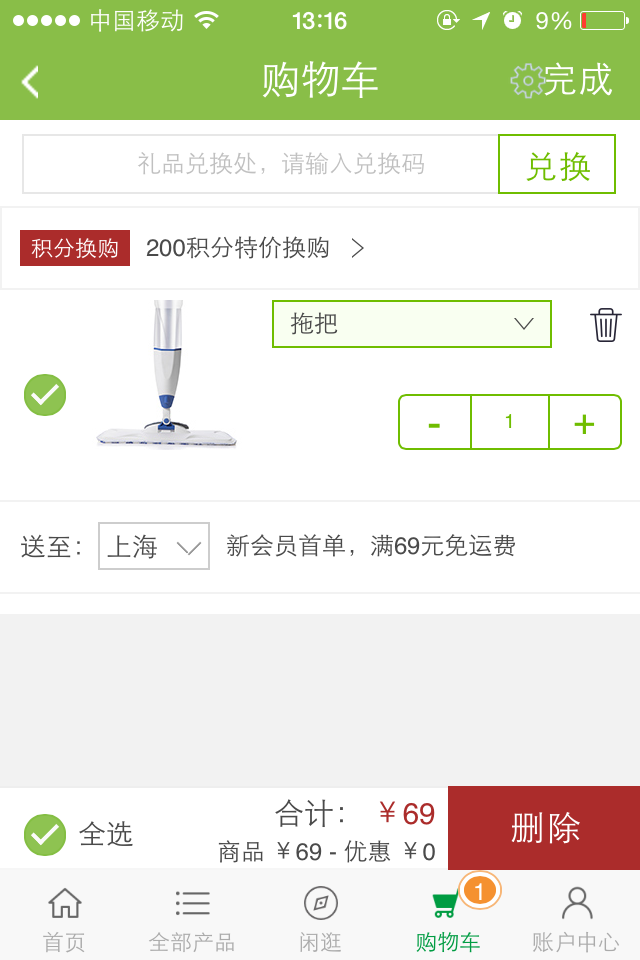 中国移动 13:16 9%
购物车 完成
礼品兑换处，请输入兑换码 兑换
积分换购 200积分特价换购
拖把
- 1 +
送至： 上海 新会员首单，满69元免运费
全选 合计： ￥69 删除
商品 ￥69 - 优惠 ￥0
1
首页 全部产品 闲逛 购物车 账户中心